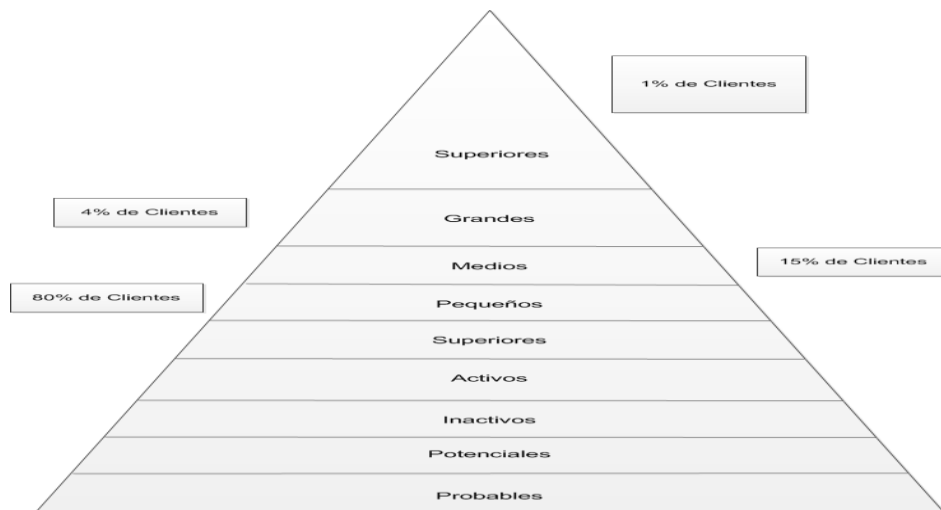 1% de Clientes
Superiores
4% de Clientes
Grandes
15% de Clientes
Medios
80% de Clientes
Pequeños
Superiores
Activos
Inactivos
Potenciales
Probables